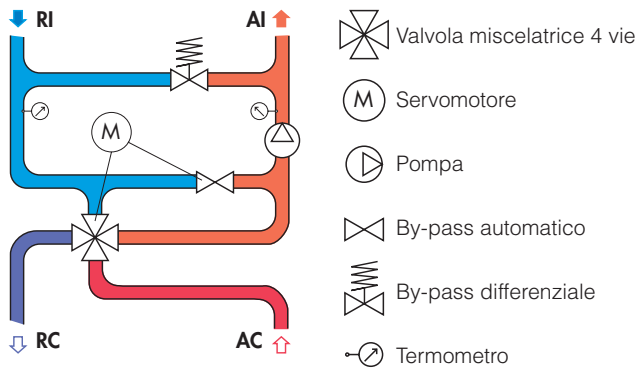 RI
AI
Valvola miscelatrice 4 vie
M
M Servomotore
Pompa
By-pass automatico
By-pass differenziale
RC
AC
Termometro